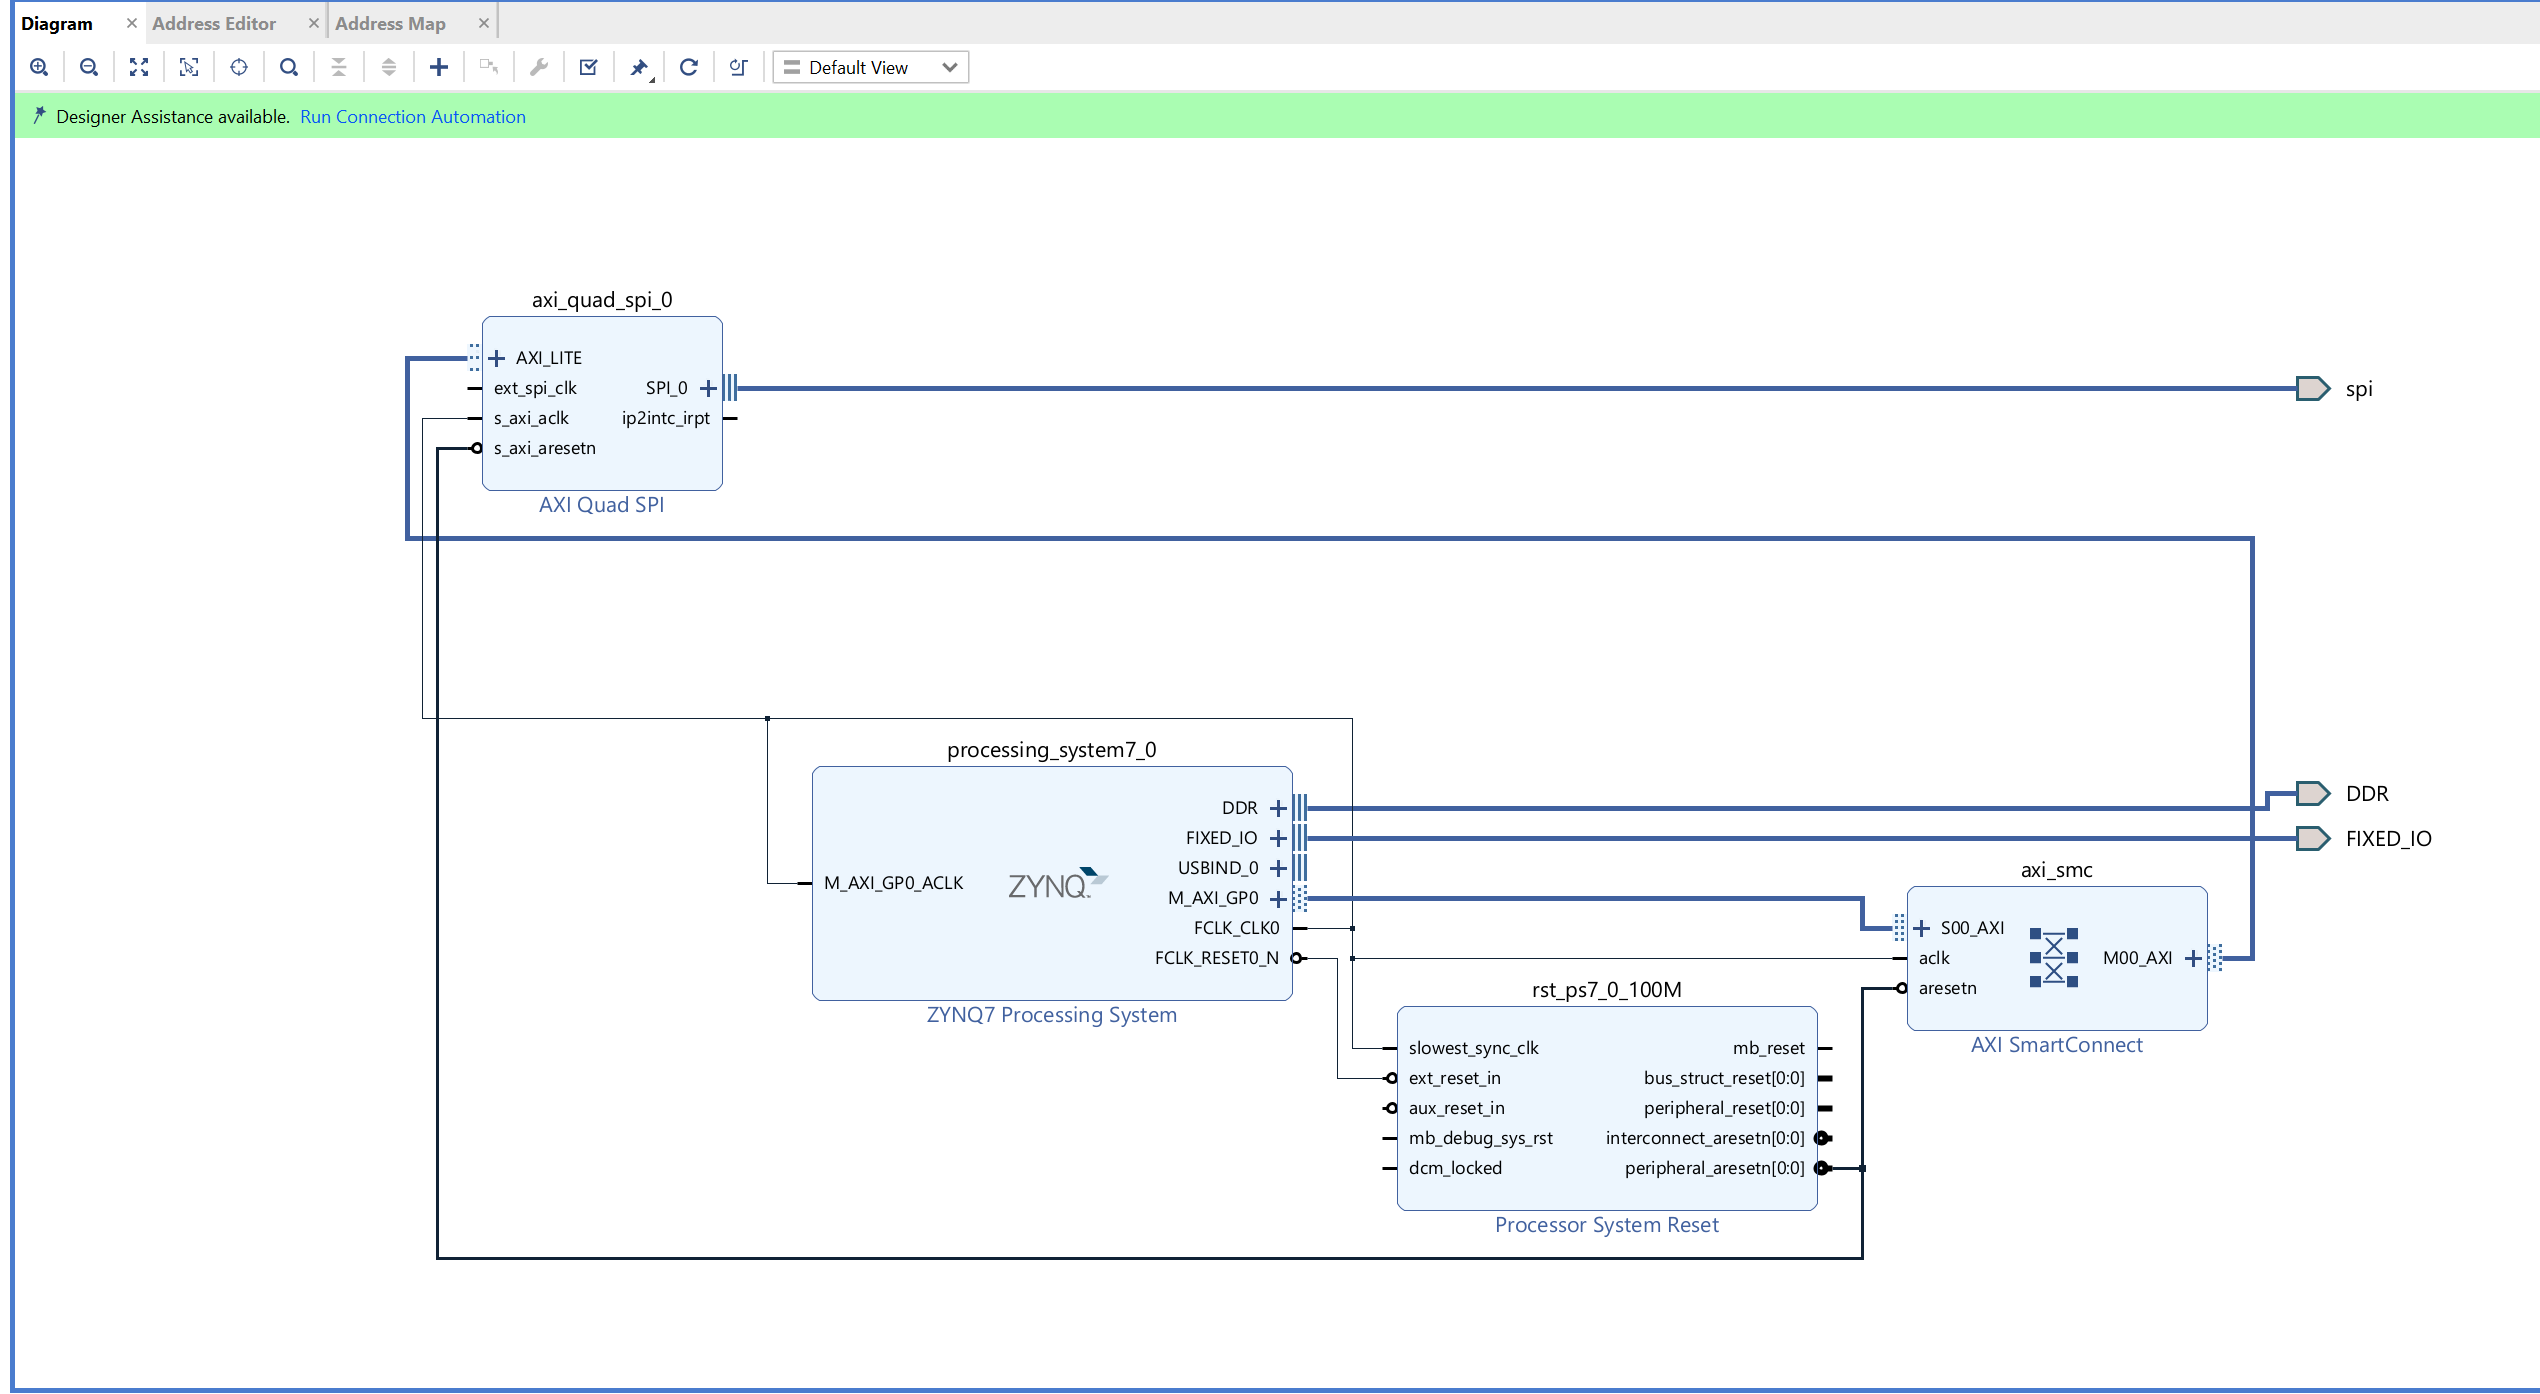 Diagram
Address Editor
Address Map
Default View
Designer Assistance available. Run Connection Automation
axi_quad_spi_0
AXI_LITE
ext_spi_clk
SPI_0
s_axi_aclk
ip2intc_irpt
s_axi_aresetn
AXI Quad SPI
spi
processing_system7_0
DDR
FIXED_IO
USBIND_0
M_AXI_GP0_ACLK
ZYNQ
M_AXI_GP0
FCLK_CLK0
FCLK_RESET0_N
ZYNQ7 Processing System
DDR
FIXED_IO
axi_smc
S00_AXI
aclk
M00_AXI
aresetn
AXI SmartConnect
rst_ps7_0_100M
slowest_sync_clk
mb_reset
ext_reset_in
bus_struct_reset[0:0]
aux_reset_in
peripheral_reset[0:0]
mb_debug_sys_rst
interconnect_aresetn[0:0]
dcm_locked
peripheral_aresetn[0:0]
Processor System Reset